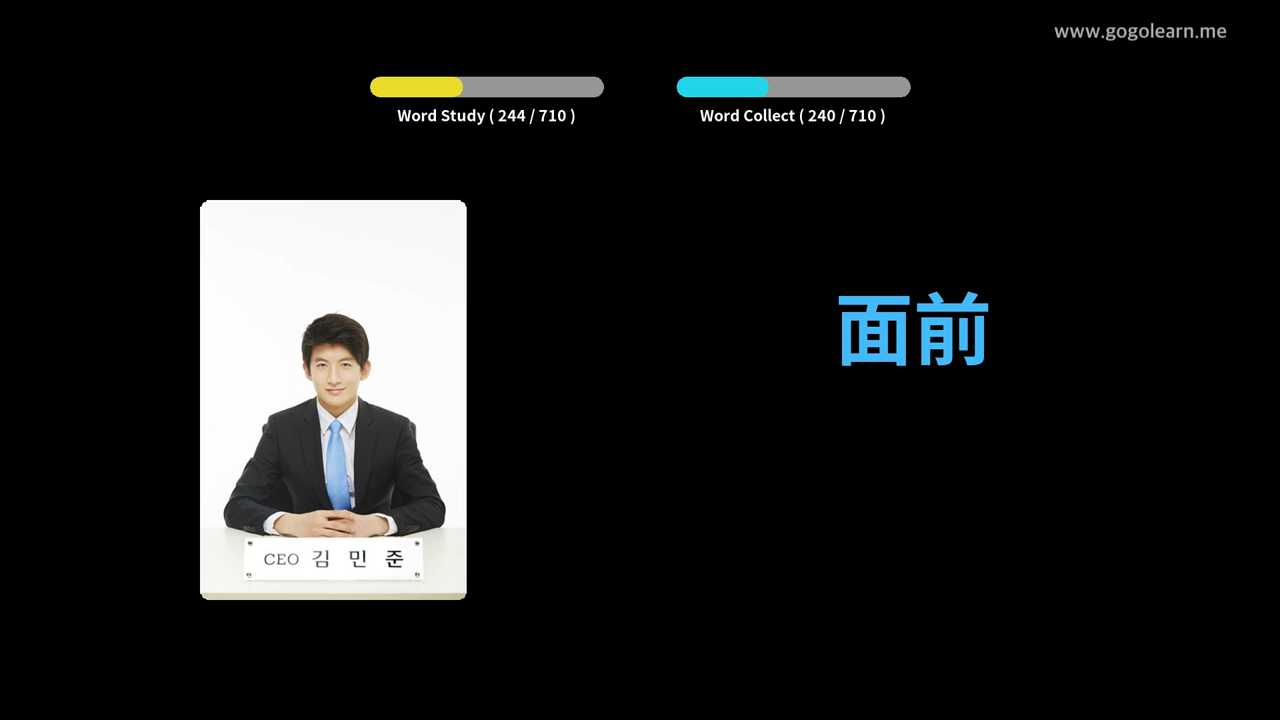 www.gogolearn.me
Word Study ( 244 / 710 )
Word Collect ( 240 / 710 )
面前
CEO 김 민 준